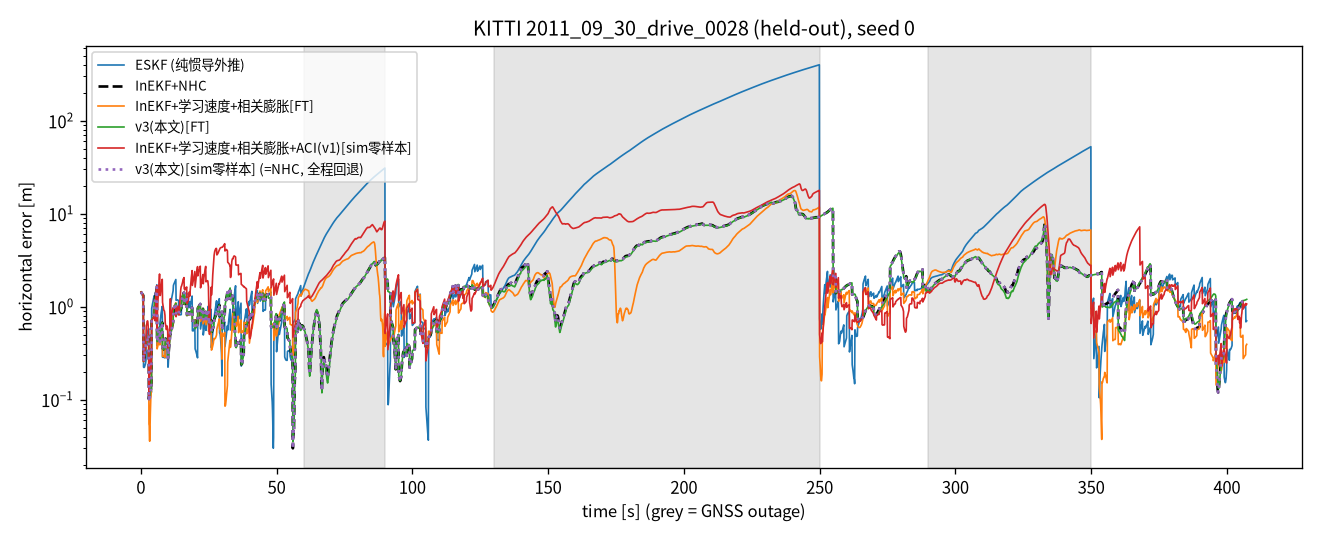 KITTI 2011_09_30_drive_0028 (held-out), seed 0
ESKF (纯惯导外推)
InEKF+NHC
InEKF+学习速度+相关膨胀[FT]
v3(本文)[FT]
InEKF+学习速度+相关膨胀+ACI(v1)[sim零样本]
v3(本文)[sim零样本] (=NHC, 全程回退)
horizontal error [m]
10²
10¹
10⁰
10⁻¹
0 50 100 150 200 250 300 350 400
time [s] (grey = GNSS outage)